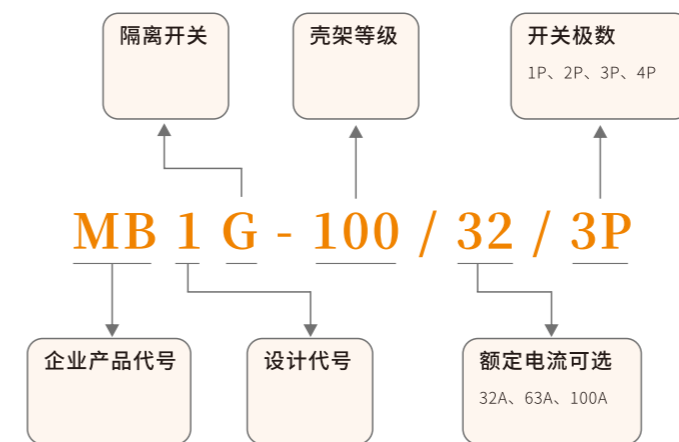 隔离开关
壳架等级
开关极数
1P、2P、3P、4P
MB1G-100/32/3P
企业产品代号
设计代号
额定电流可选
32A、63A、100A